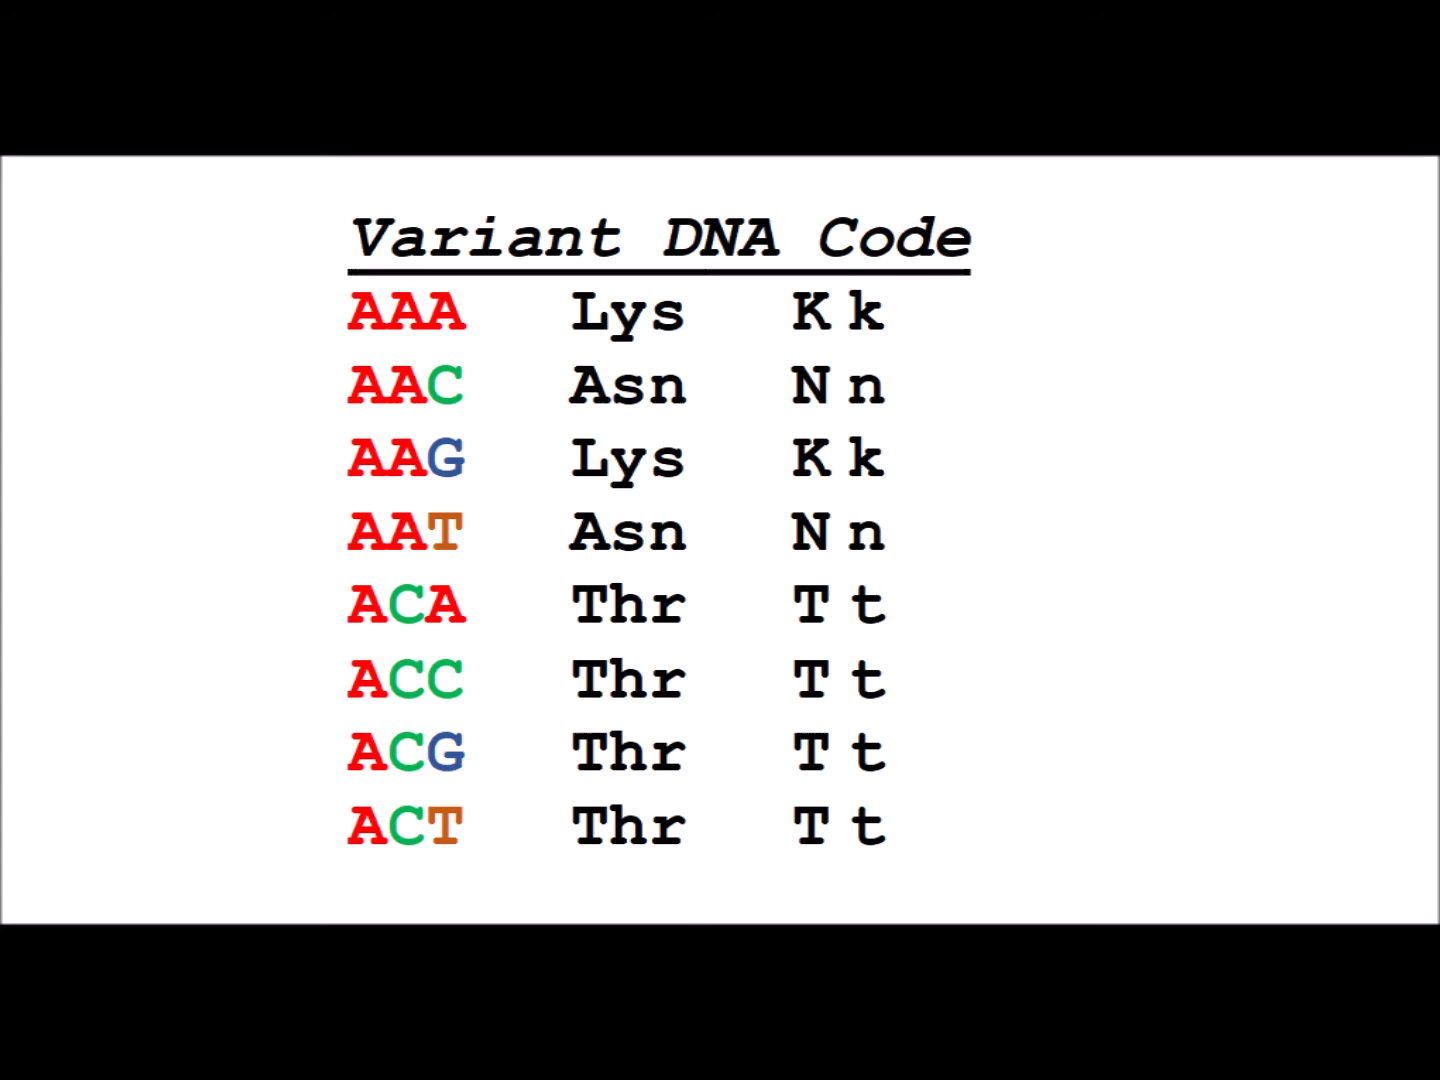 Variant DNA Code
AAA Lys K k
AAC Asn N n
AAG Lys K k
AAT Asn N n
ACA Thr T t
ACC Thr T t
ACG Thr T t
ACT Thr T t